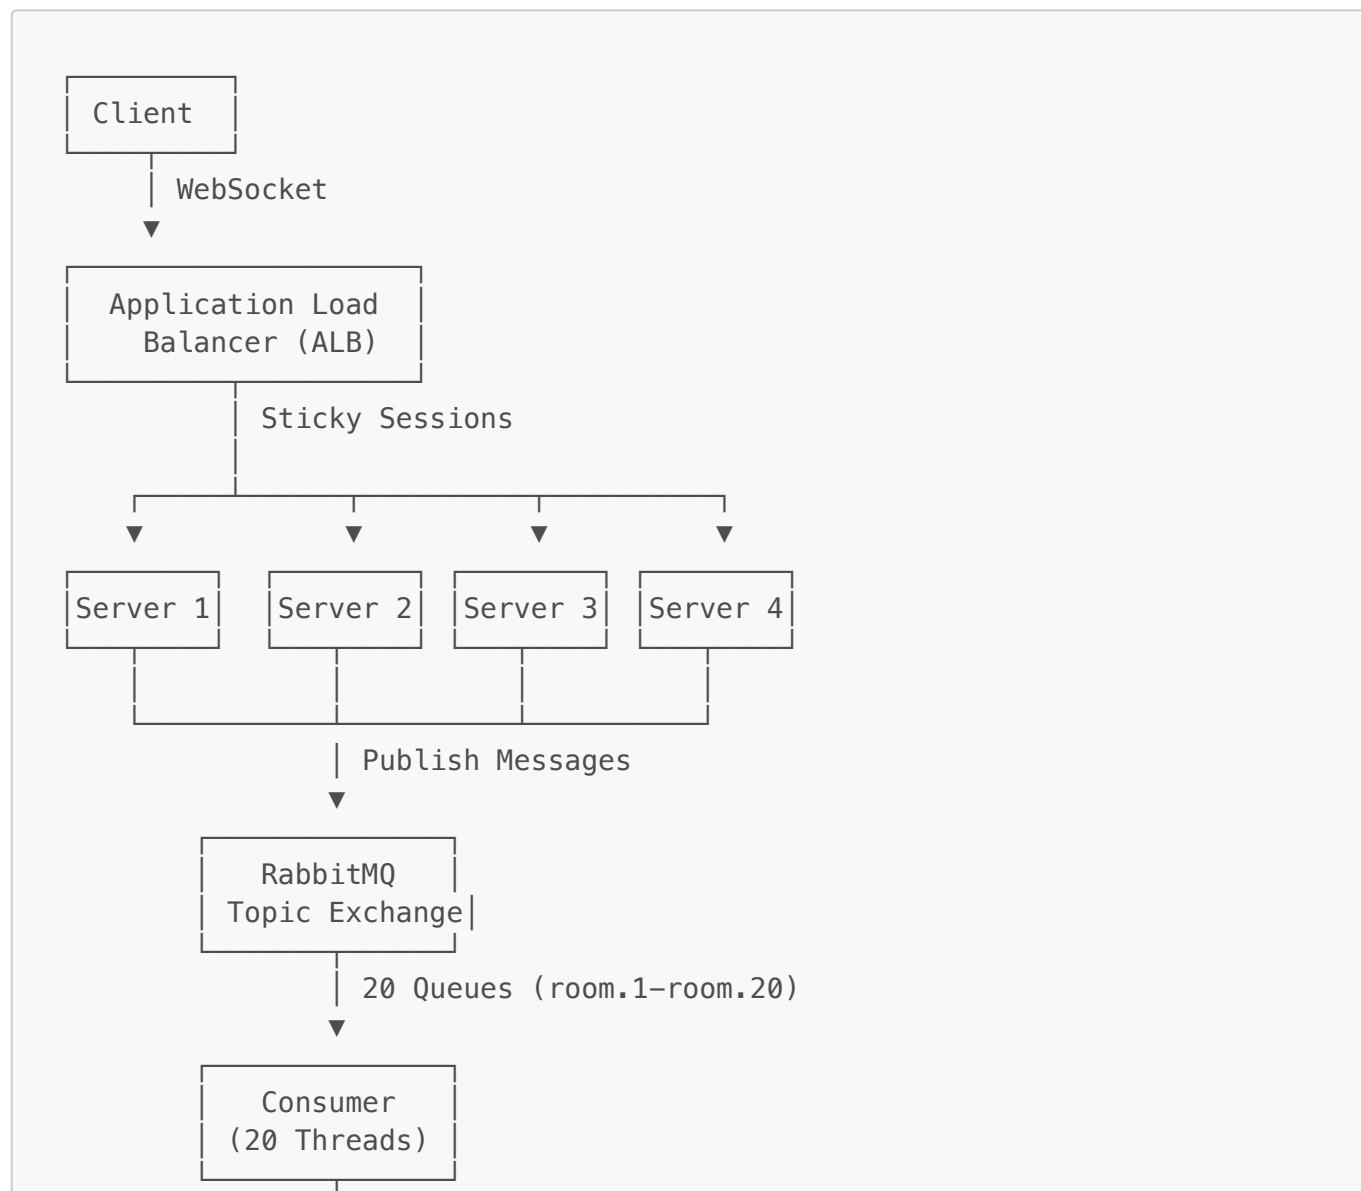 Client
WebSocket
Application Load
Balancer (ALB)
Sticky Sessions
Server 1 Server 2 Server 3 Server 4
Publish Messages
RabbitMQ
Topic Exchange
20 Queues (room.1–room.20)
Consumer
(20 Threads)